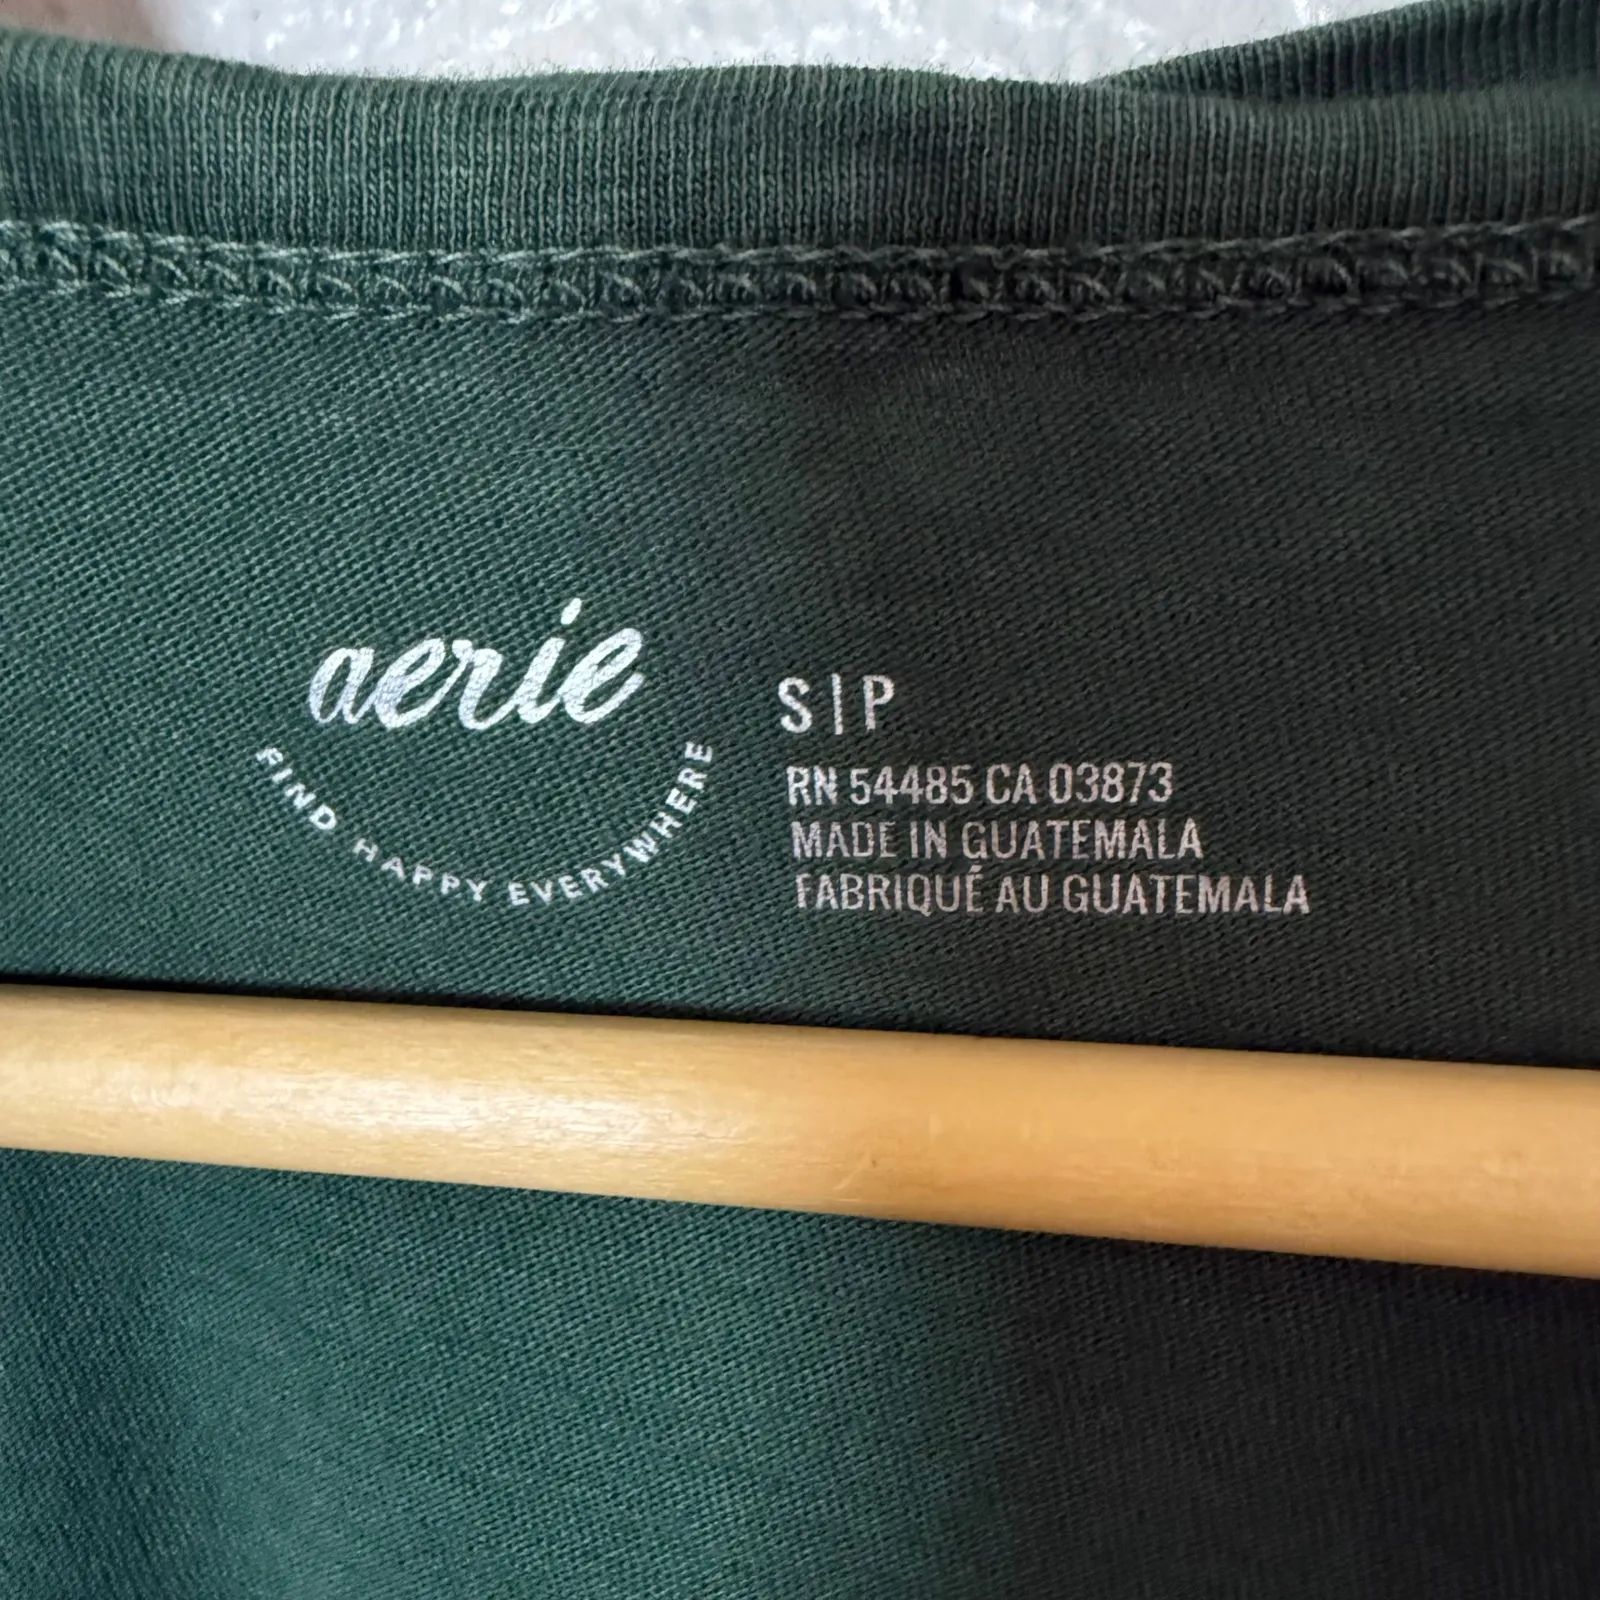 aerie
FIND HAPPY EVERYWHERE
S|P
RN 54485 CA 03873
MADE IN GUATEMALA
FABRIQUÉ AU GUATEMALA